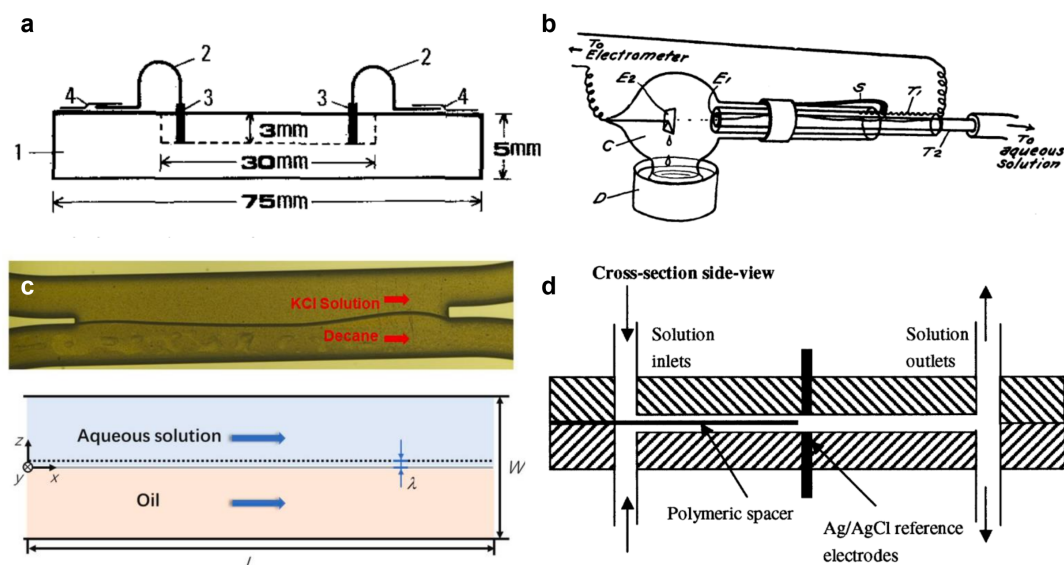 a
2
2
4
3
3
4
1
3mm
30mm
5mm
75mm
b
To
Electrometer
E2
E1
S
T1
C
T2
To
aqueous
solution
D
c
KCl Solution
Decane
z
Aqueous solution
W
y
x
λ
Oil
d
Cross-section side-view
Solution
inlets
Solution
outlets
Polymeric spacer
Ag/AgCl reference
electrodes